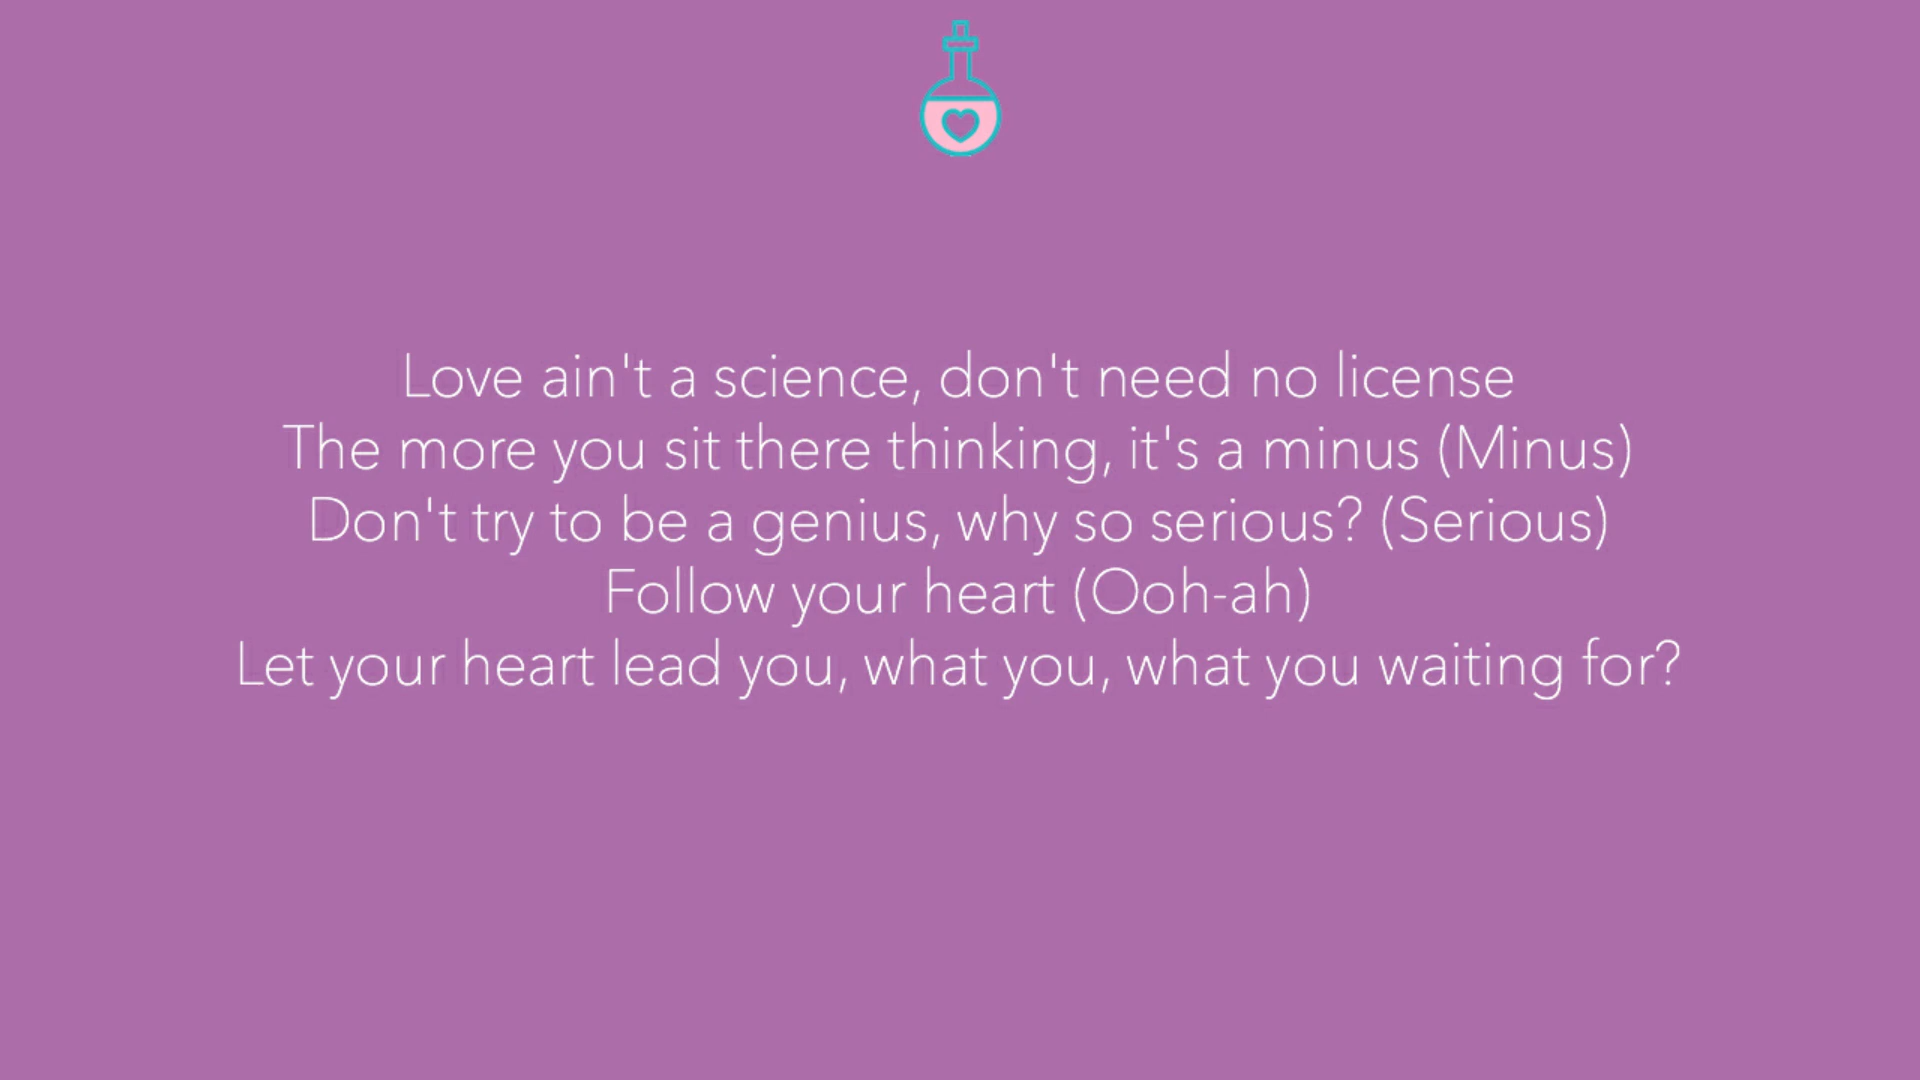 Love ain't a science, don't need no license
The more you sit there thinking, it's a minus (Minus)
Don't try to be a genius, why so serious? (Serious)
Follow your heart (Ooh-ah)
Let your heart lead you, what you, what you waiting for?